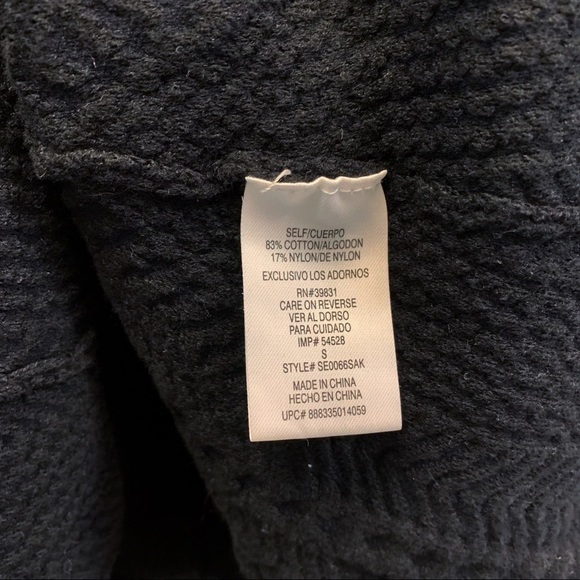 SELF/CUERPO
83% COTTON/ALGODON
17% NYLON/DE NYLON
EXCLUSIVO LOS ADORNOS
RN#39831
CARE ON REVERSE
VER AL DORSO
PARA CUIDADO
IMP# 54528
S
STYLE# SE0066SAK
MADE IN CHINA
HECHO EN CHINA
UPC# 888335014059